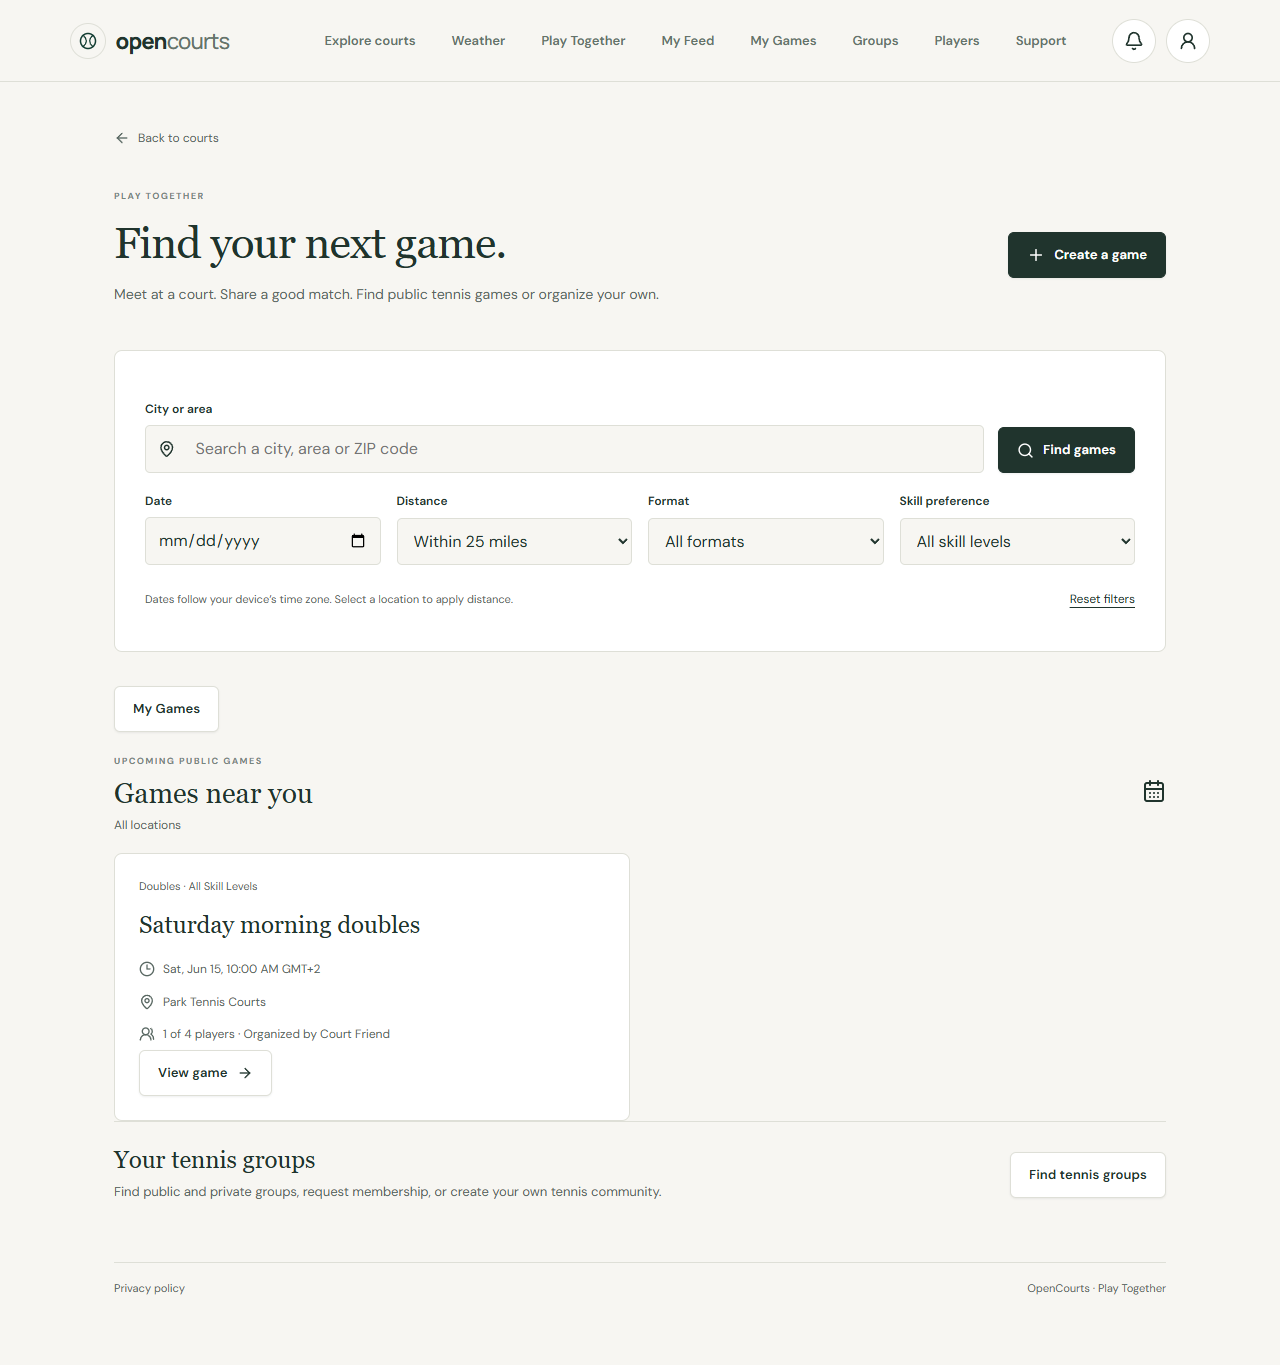 opencourts
Explore courts Weather Play Together My Feed My Games Groups Players Support
Back to courts
PLAY TOGETHER
Find your next game.
Create a game
Meet at a court. Share a good match. Find public tennis games or organize your own.
City or area
Search a city, area or ZIP code
Find games
Date Distance Format Skill preference
mm/dd/yyyy Within 25 miles All formats All skill levels
Dates follow your device's time zone. Select a location to apply distance. Reset filters
My Games
UPCOMING PUBLIC GAMES
Games near you
All locations
Doubles · All Skill Levels
Saturday morning doubles
Sat, Jun 15, 10:00 AM GMT+2
Park Tennis Courts
1 of 4 players · Organized by Court Friend
View game
Your tennis groups
Find public and private groups, request membership, or create your own tennis community.
Find tennis groups
Privacy policy OpenCourts · Play Together